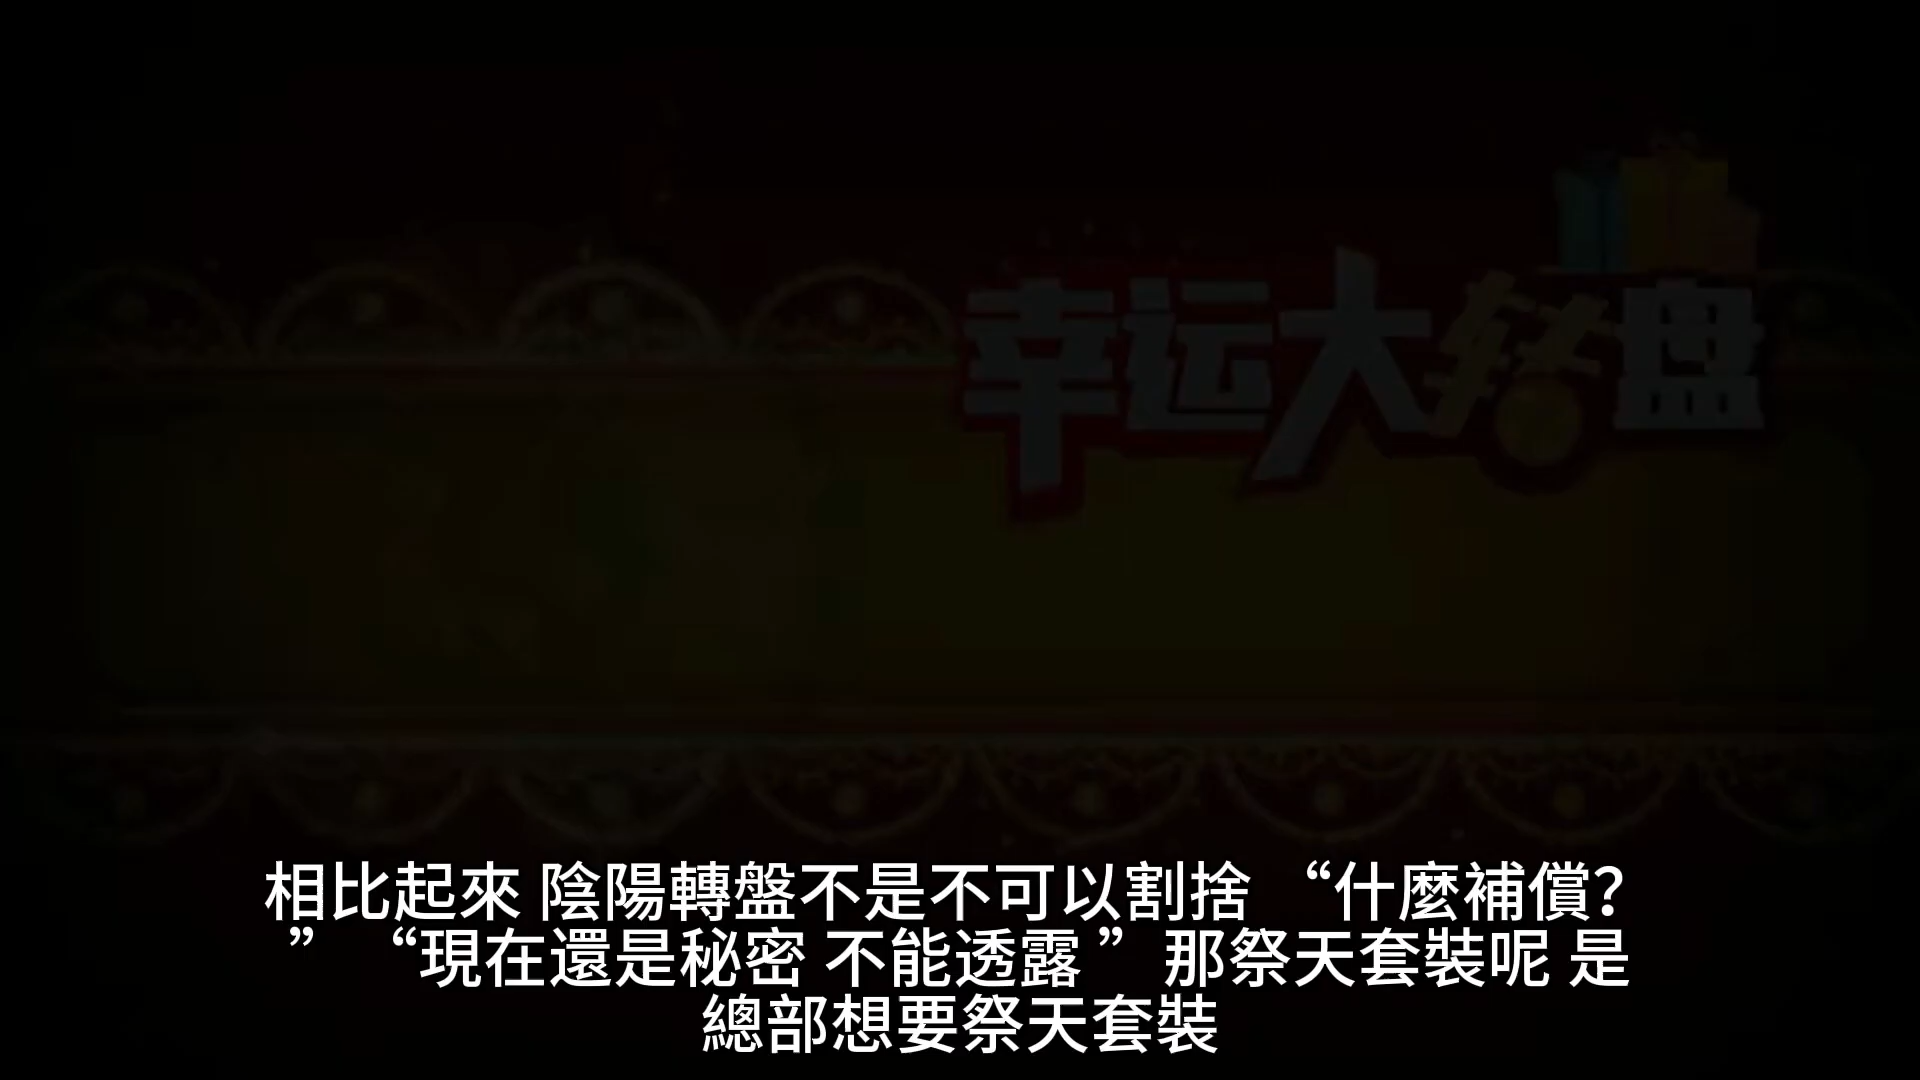 幸运大转盘
相比起來 陰陽轉盤不是不可以割捨 “什麼補償？
” “現在還是秘密 不能透露 ” 那祭天套裝呢 是
總部想要祭天套裝